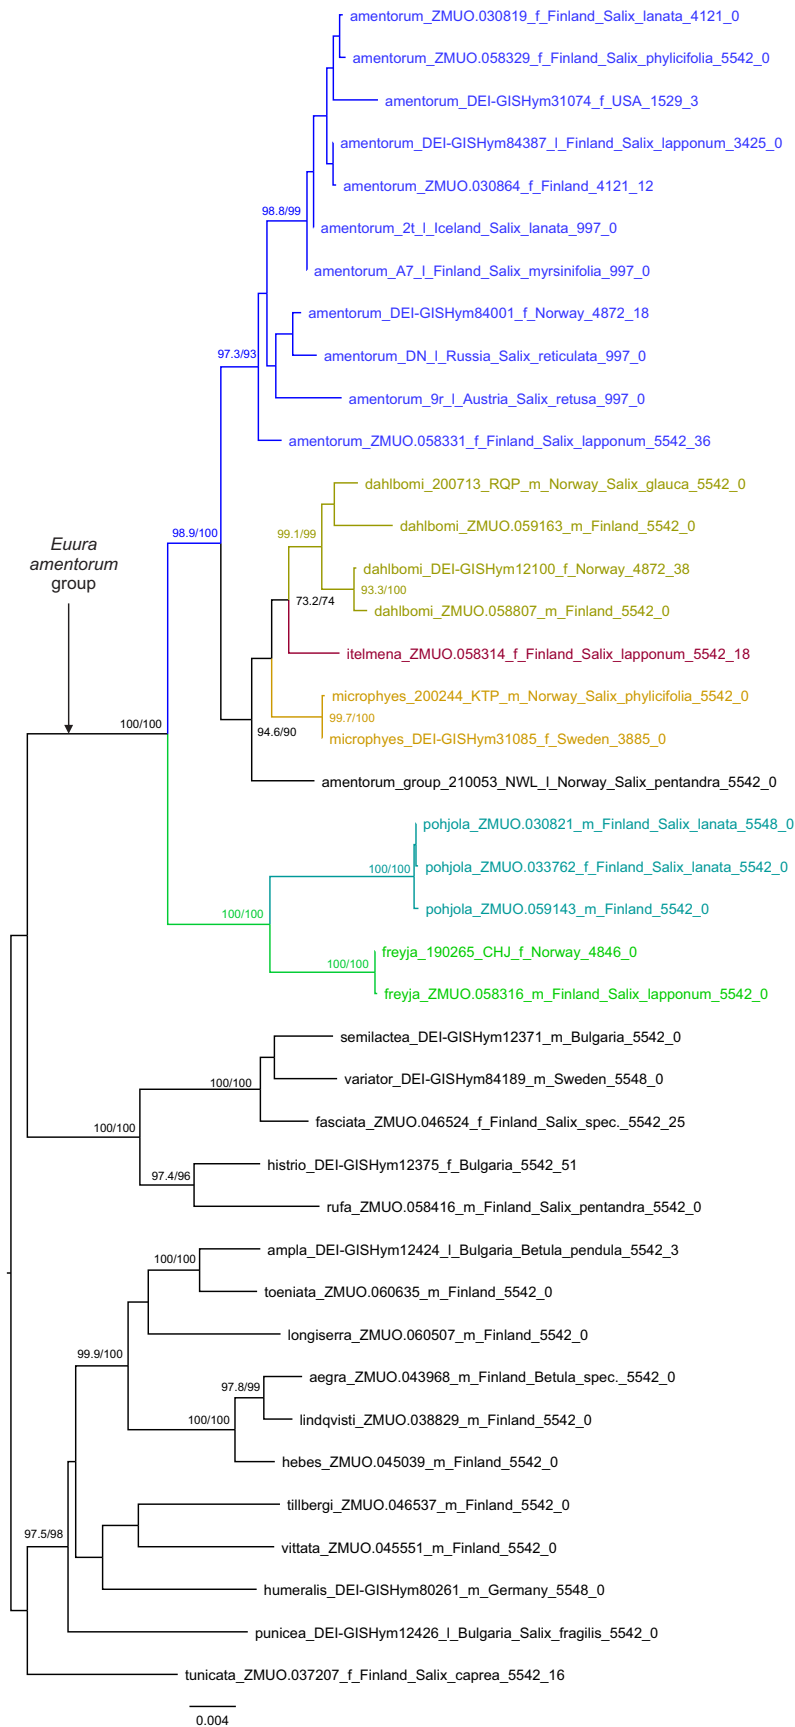 amentorum_ZMUO.030819_f_Finland_Salix_lanata_4121_0
amentorum_ZMUO.058329_f_Finland_Salix_phylicifolia_5542_0
amentorum_DEI-GISHym31074_f_USA_1529_3
amentorum_DEI-GISHym84387_l_Finland_Salix_lapponum_3425_0
amentorum_ZMUO.030864_f_Finland_4121_12
98.8/99
amentorum_2t_l_Iceland_Salix_lanata_997_0
amentorum_A7_l_Finland_Salix_myrsinifolia_997_0
amentorum_DEI-GISHym84001_f_Norway_4872_18
97.3/93
amentorum_DN_l_Russia_Salix_reticulata_997_0
amentorum_9r_l_Austria_Salix_retusa_997_0
amentorum_ZMUO.058331_f_Finland_Salix_lapponum_5542_36
dahlbomi_200713_RQP_m_Norway_Salix_glauca_5542_0
dahlbomi_ZMUO.059163_m_Finland_5542_0
98.9/100
99.1/99
Euura
amentorum
group
dahlbomi_DEI-GISHym12100_f_Norway_4872_38
93.3/100
73.2/74
dahlbomi_ZMUO.058807_m_Finland_5542_0
itelmena_ZMUO.058314_f_Finland_Salix_lapponum_5542_18
microphyes_200244_KTP_m_Norway_Salix_phylicifolia_5542_0
99.7/100
100/100
94.6/90
microphyes_DEI-GISHym31085_f_Sweden_3885_0
amentorum_group_210053_NWL_l_Norway_Salix_pentandra_5542_0
pohjola_ZMUO.030821_m_Finland_Salix_lanata_5548_0
100/100
pohjola_ZMUO.033762_f_Finland_Salix_lanata_5542_0
pohjola_ZMUO.059143_m_Finland_5542_0
100/100
freyja_190265_CHJ_f_Norway_4846_0
100/100
freyja_ZMUO.058316_m_Finland_Salix_lapponum_5542_0
semilactea_DEI-GISHym12371_m_Bulgaria_5542_0
100/100
variator_DEI-GISHym84189_m_Sweden_5548_0
fasciata_ZMUO.046524_f_Finland_Salix_spec._5542_25
100/100
histrio_DEI-GISHym12375_f_Bulgaria_5542_51
97.4/96
rufa_ZMUO.058416_m_Finland_Salix_pentandra_5542_0
ampla_DEI-GISHym12424_l_Bulgaria_Betula_pendula_5542_3
100/100
toeniata_ZMUO.060635_m_Finland_5542_0
longiserra_ZMUO.060507_m_Finland_5542_0
99.9/100
aegra_ZMUO.043968_m_Finland_Betula_spec._5542_0
97.8/99
lindqvisti_ZMUO.038829_m_Finland_5542_0
100/100
hebes_ZMUO.045039_m_Finland_5542_0
tillbergi_ZMUO.046537_m_Finland_5542_0
97.5/98
vittata_ZMUO.045551_m_Finland_5542_0
humeralis_DEI-GISHym80261_m_Germany_5548_0
punicea_DEI-GISHym12426_l_Bulgaria_Salix_fragilis_5542_0
tunicata_ZMUO.037207_f_Finland_Salix_caprea_5542_16
0.004